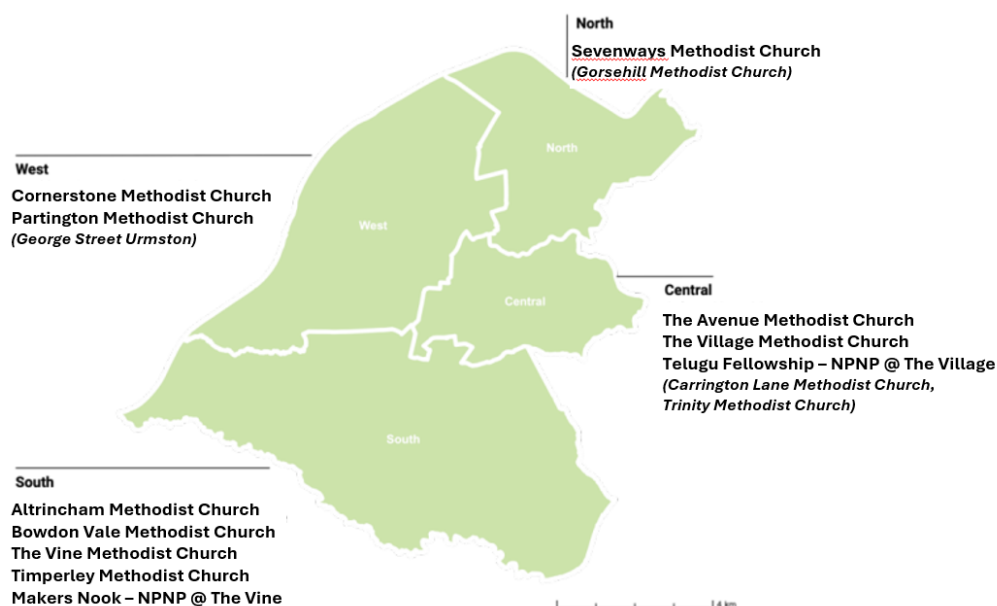 North
Sevenways Methodist Church
(Gorsehill Methodist Church)
North
West
Cornerstone Methodist Church
Partington Methodist Church
(George Street Urmston)
West
Central
Central
The Avenue Methodist Church
The Village Methodist Church
Telugu Fellowship – NPNP @ The Village
(Carrington Lane Methodist Church,
Trinity Methodist Church)
South
South
Altrincham Methodist Church
Bowdon Vale Methodist Church
The Vine Methodist Church
Timperley Methodist Church
Makers Nook – NPNP @ The Vine